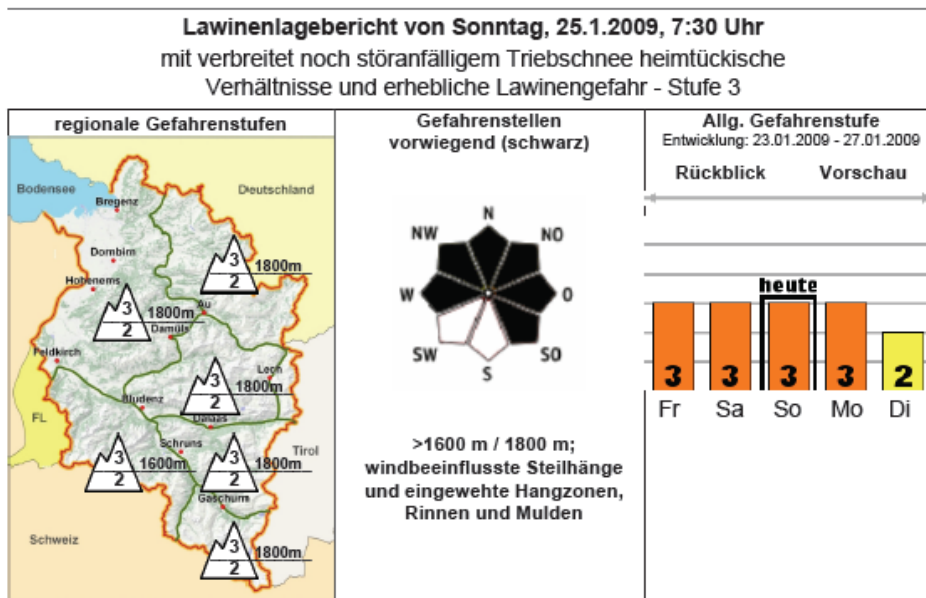 Lawinenlagebericht von Sonntag, 25.1.2009, 7:30 Uhr
mit verbreitet noch störanfälligem Triebschnee heimtückische
Verhältnisse und erhebliche Lawinengefahr - Stufe 3
regionale Gefahrenstufen
Bodensee
Deutschland
Bregenz
Dornbirn
3
2
1800m
Hohenems
3
2
1800m
Au
Damüls
Feldkirch
3
2
1800m
Lech
Bludenz
FL
Dalaas
Schruns
Tirol
3
2
1600m
3
2
1800m
Gaschurn
Schweiz
3
2
1800m
Gefahrenstellen
vorwiegend (schwarz)
N
NW
NO
W
O
SW
SO
S
>1600 m / 1800 m;
windbeeinflusste Steilhänge
und eingewehte Hangzonen,
Rinnen und Mulden
Allg. Gefahrenstufe
Entwicklung: 23.01.2009 - 27.01.2009
Rückblick Vorschau
heute
3 3 3 3 2
Fr Sa So Mo Di